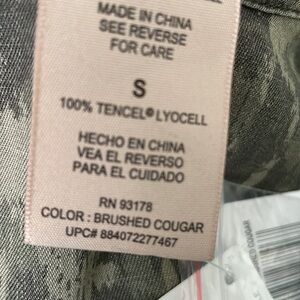 MADE IN CHINA
SEE REVERSE
FOR CARE
S
100% TENCEL® LYOCELL
HECHO EN CHINA
VEA EL REVERSO
PARA EL CUIDADO
RN 93178
COLOR : BRUSHED COUGAR
UPC# 884072277467
COUGAR